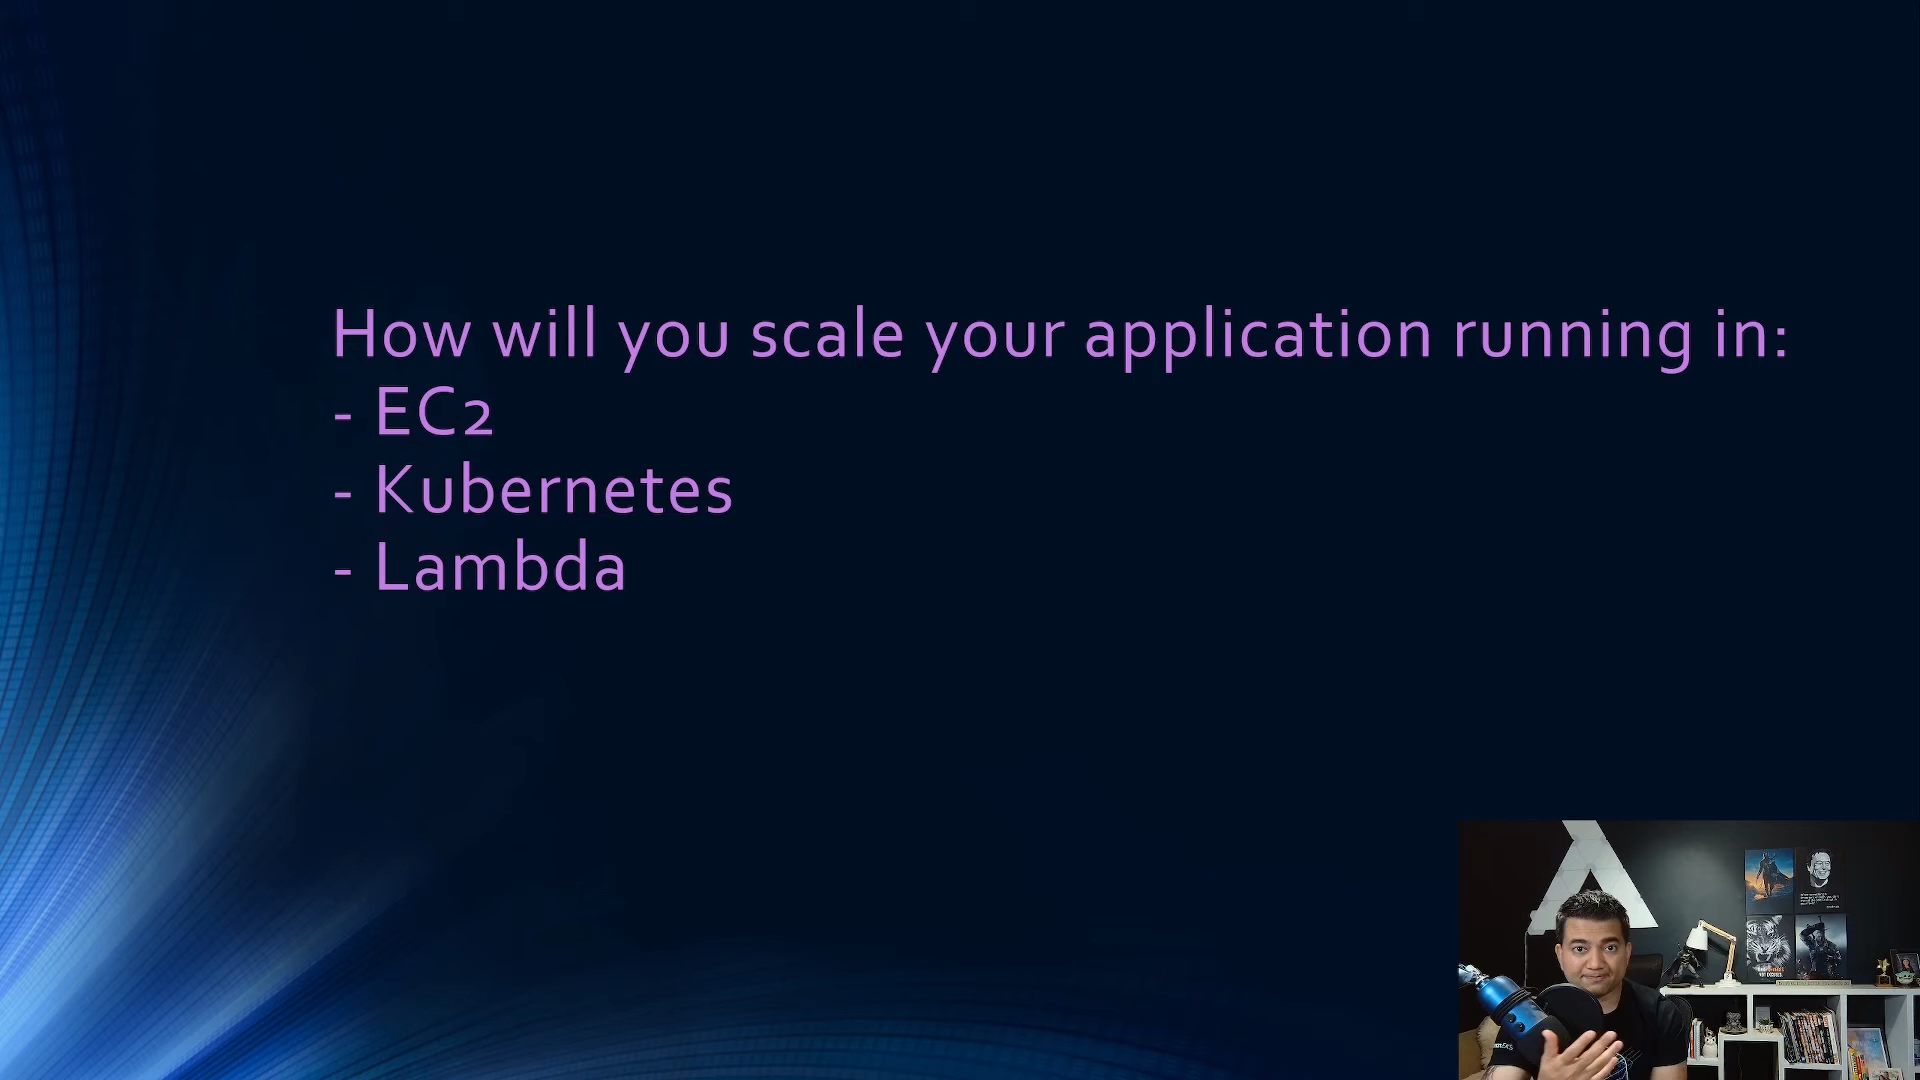 How will you scale your application running in:
- EC2
- Kubernetes
- Lambda